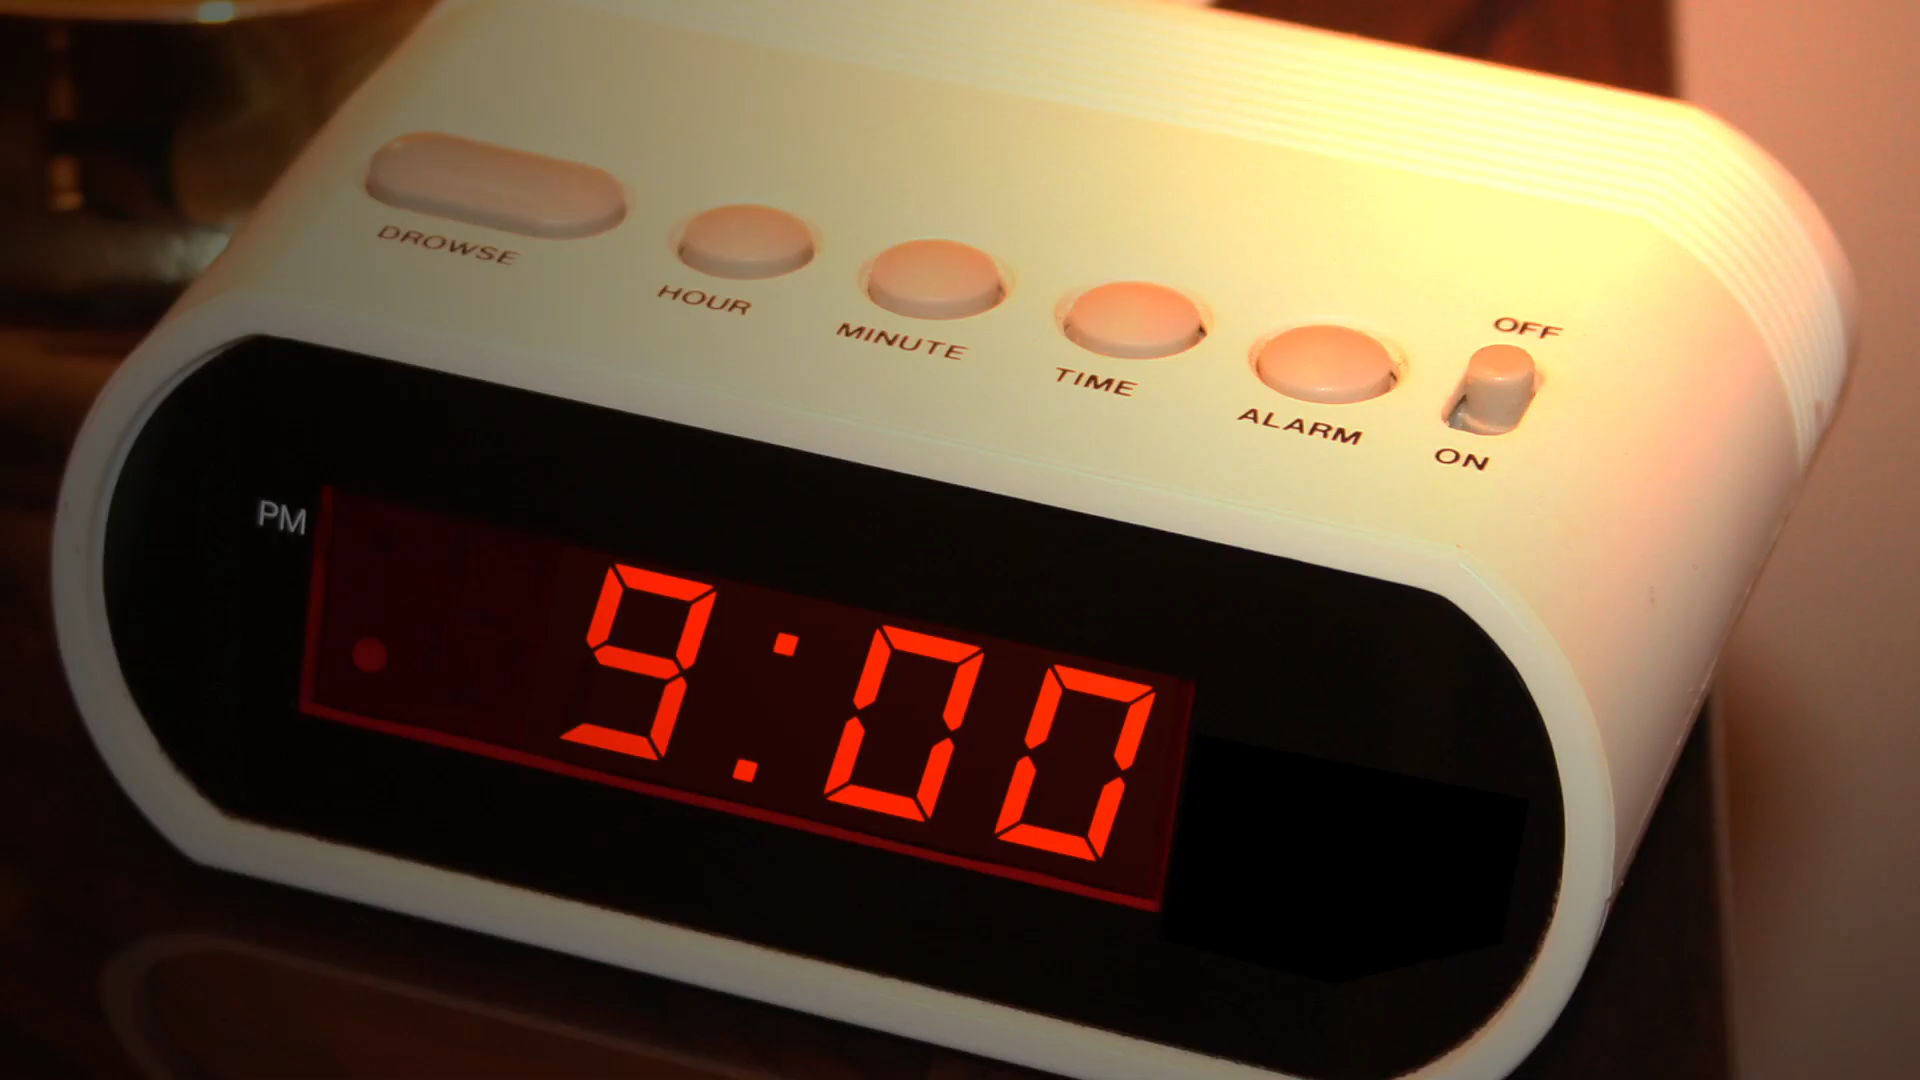 DROWSE
HOUR
MINUTE
TIME
ALARM
OFF
ON
PM
9:00